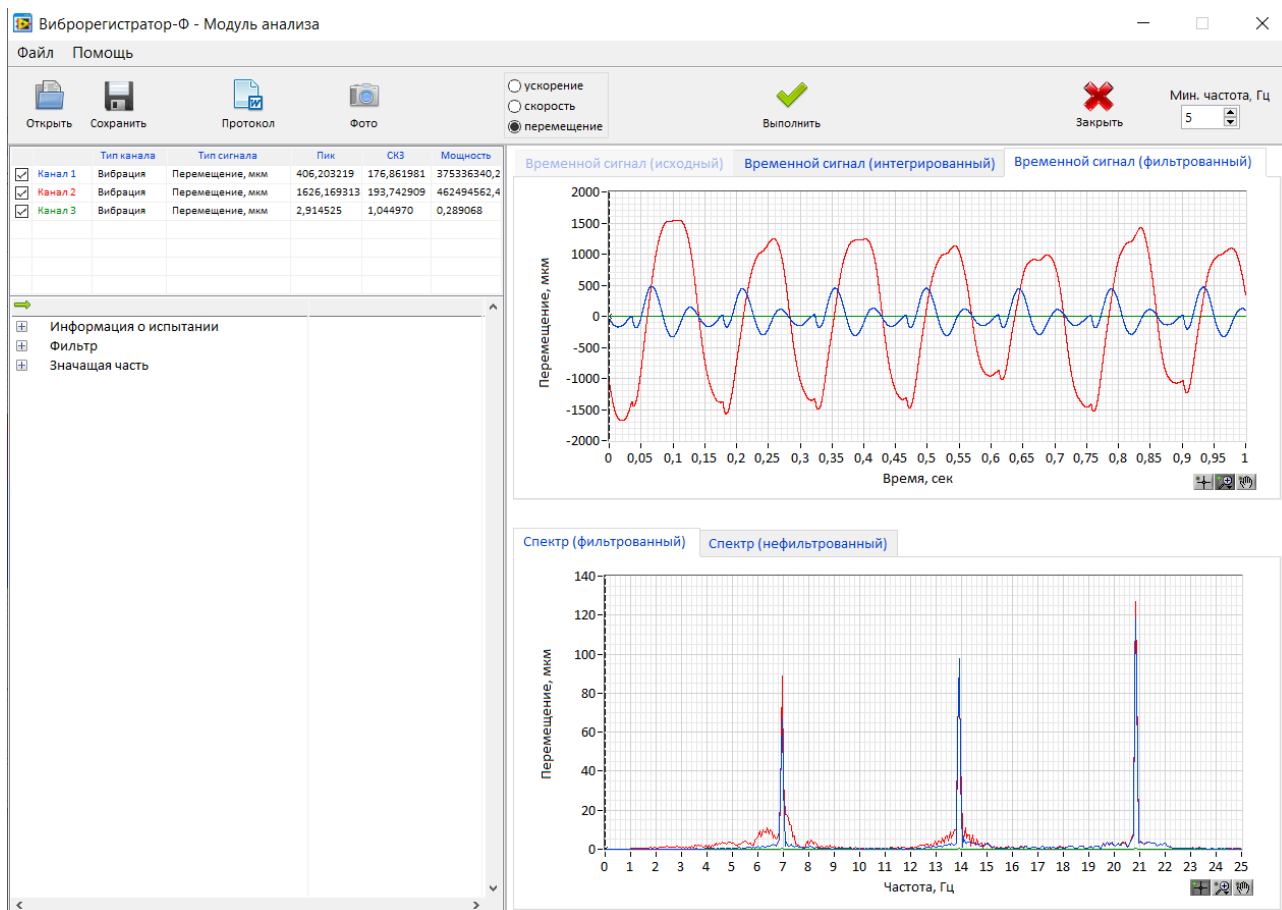 Виброрегистратор-Ф - Модуль анализа
Файл Помощь
Открыть Сохранить Протокол Фото
ускорение
скорость
перемещение
Выполнить
Закрыть
Мин. частота, Гц
5
Тип канала Тип сигнала Пик СКЗ Мощность
Канал 1 Вибрация Перемещение, мкм 406,203219 176,861981 375336340,2
Канал 2 Вибрация Перемещение, мкм 1626,169313 193,742909 462494562,4
Канал 3 Вибрация Перемещение, мкм 2,914525 1,044970 0,289068
Информация о испытании
Фильтр
Значащая часть
Временной сигнал (исходный) Временной сигнал (интегрированный) Временной сигнал (фильтрованный)
Перемещение, мкм
2000
1500
1000
500
0
-500
-1000
-1500
-2000
0 0,05 0,1 0,15 0,2 0,25 0,3 0,35 0,4 0,45 0,5 0,55 0,6 0,65 0,7 0,75 0,8 0,85 0,9 0,95 1
Время, сек
Спектр (фильтрованный) Спектр (нефильтрованный)
Перемещение, мкм
140
120
100
80
60
40
20
0
0 1 2 3 4 5 6 7 8 9 10 11 12 13 14 15 16 17 18 19 20 21 22 23 24 25
Частота, Гц